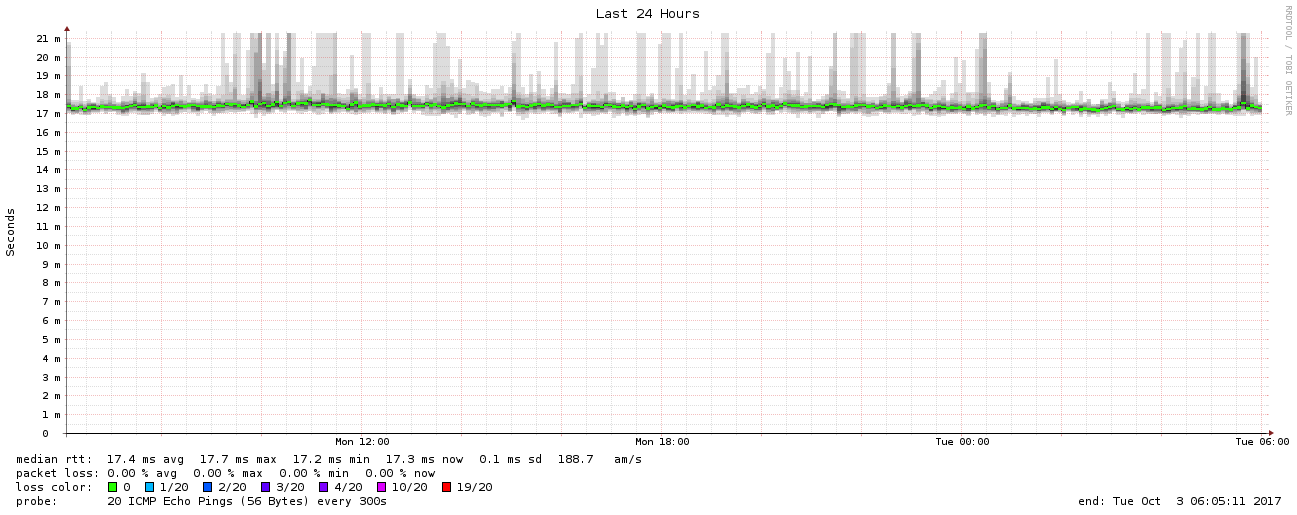 Last 24 Hours
RRDTOOL / TOBI OETIKER
21 m
20 m
19 m
18 m
17 m
16 m
15 m
14 m
13 m
12 m
11 m
10 m
9 m
8 m
7 m
6 m
5 m
4 m
3 m
2 m
1 m
0
Seconds
Mon 12:00 Mon 18:00 Tue 00:00 Tue 06:00
median rtt: 17.4 ms avg 17.7 ms max 17.2 ms min 17.3 ms now 0.1 ms sd 188.7 am/s
packet loss: 0.00 % avg 0.00 % max 0.00 % min 0.00 % now
loss color: 0 1/20 2/20 3/20 4/20 10/20 19/20
probe: 20 ICMP Echo Pings (56 Bytes) every 300s end: Tue Oct 3 06:05:11 2017